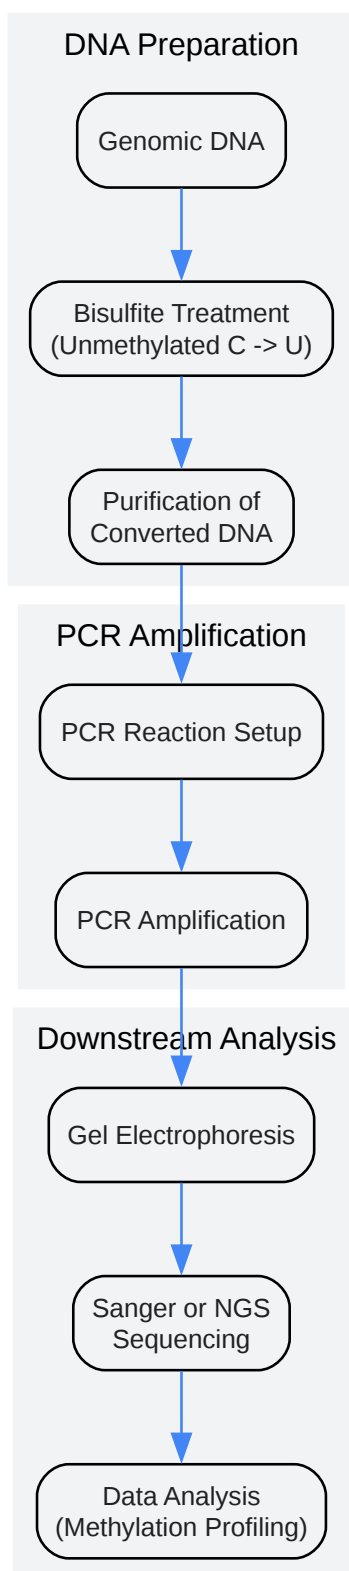 DNA Preparation
Genomic DNA
Bisulfite Treatment
(Unmethylated C -> U)
Purification of
Converted DNA
PCR Amplification
PCR Reaction Setup
PCR Amplification
Downstream Analysis
Gel Electrophoresis
Sanger or NGS
Sequencing
Data Analysis
(Methylation Profiling)